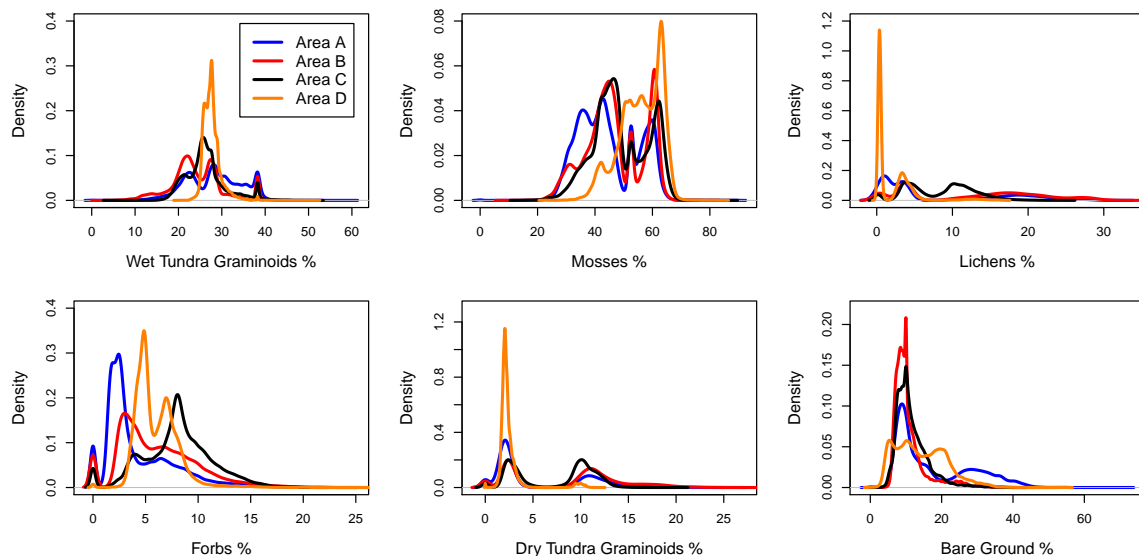 Density
0.0 0.1 0.2 0.3 0.4
0 10 20 30 40 50 60
Wet Tundra Graminoids %
Area A
Area B
Area C
Area D
Density
0.00 0.02 0.04 0.06 0.08
0 20 40 60 80
Mosses %
Density
0.0 0.2 0.4 0.6 0.8 1.0 1.2
0 10 20 30
Lichens %
Density
0.0 0.1 0.2 0.3 0.4
0 5 10 15 20 25
Forbs %
Density
0.0 0.4 0.8 1.2
0 5 10 15 20 25
Dry Tundra Graminoids %
Density
0.00 0.05 0.10 0.15 0.20
0 20 40 60
Bare Ground %